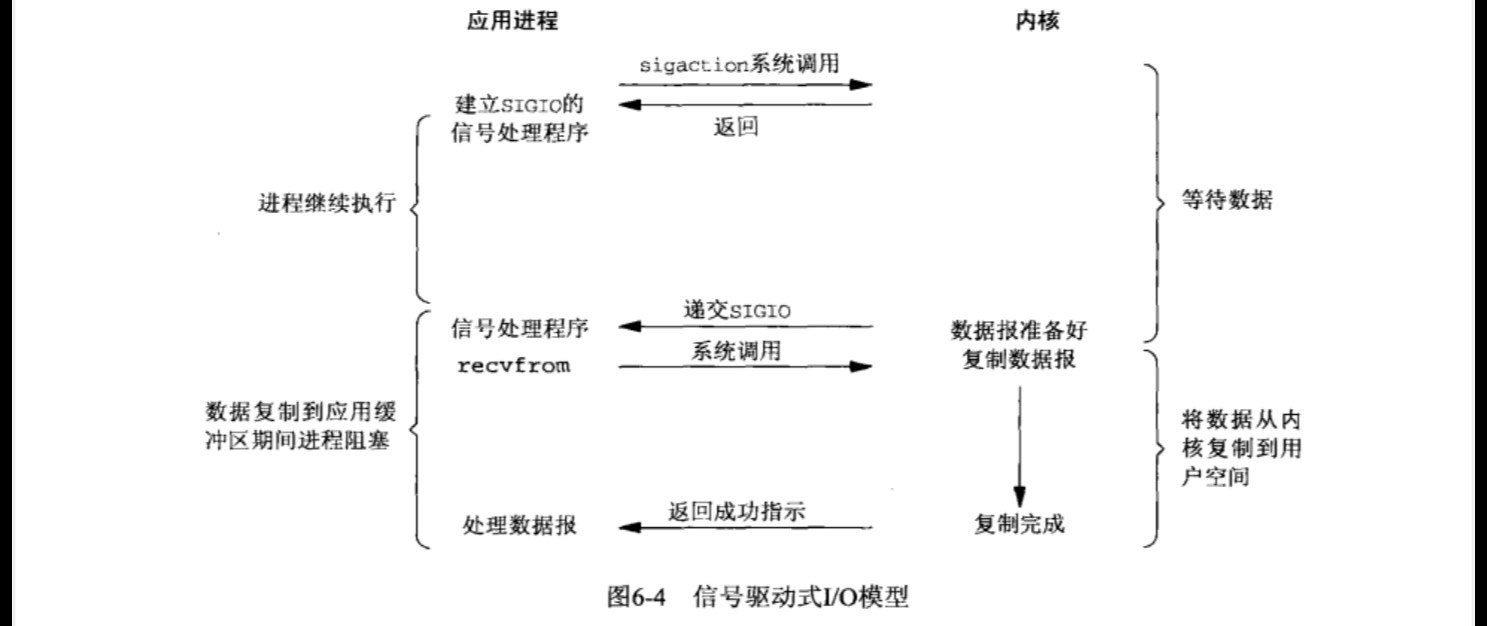 应用进程 内核
sigaction系统调用
建立SIGIO的
信号处理程序
返回
进程继续执行
等待数据
递交SIGIO
信号处理程序
数据报准备好
系统调用
recvfrom
复制数据报
数据复制到应用缓
冲区期间进程阻塞
将数据从内
核复制到用
户空间
返回成功指示
处理数据报
复制完成
图6-4 信号驱动式I/O模型